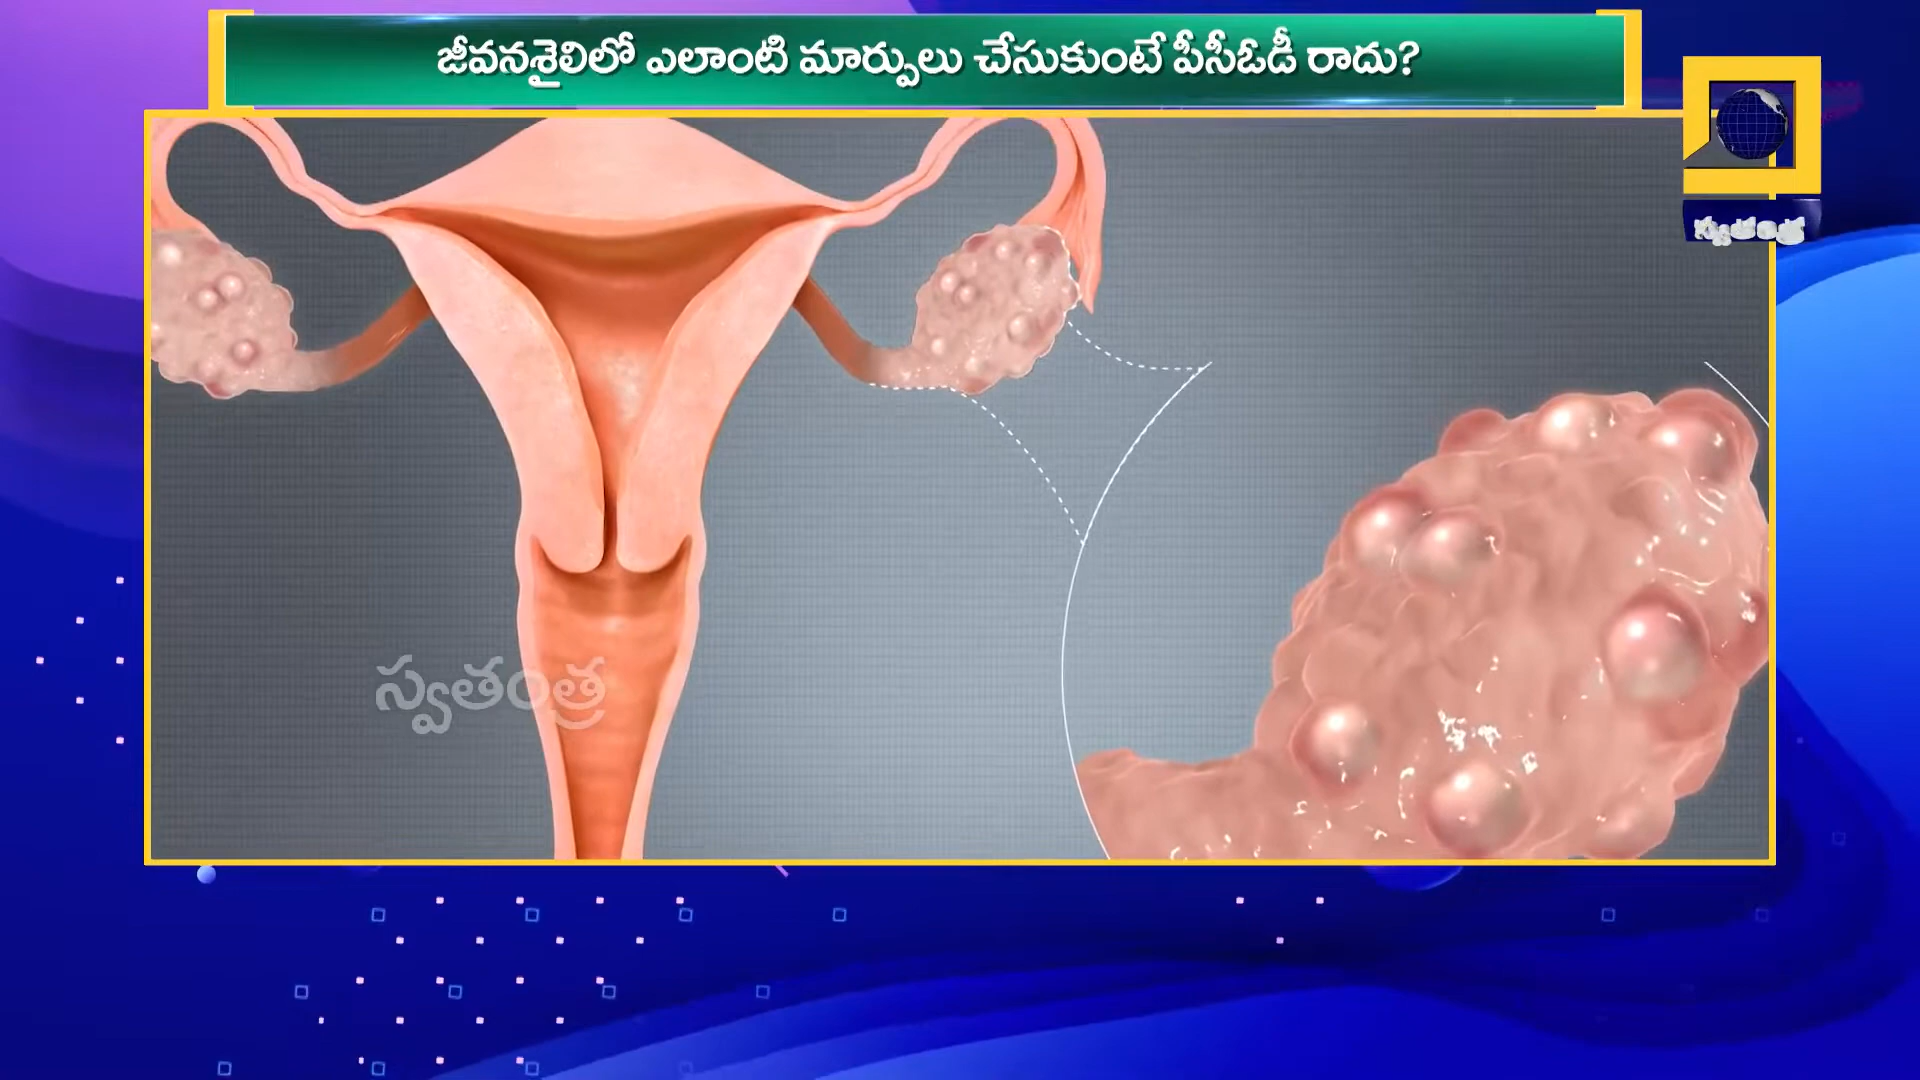 జీవనశైలిలో ఎలాంటి మార్పులు చేసుకుంటే పీసీఓడీ రాదు?
స్వతంత్ర
స్వతంత్ర